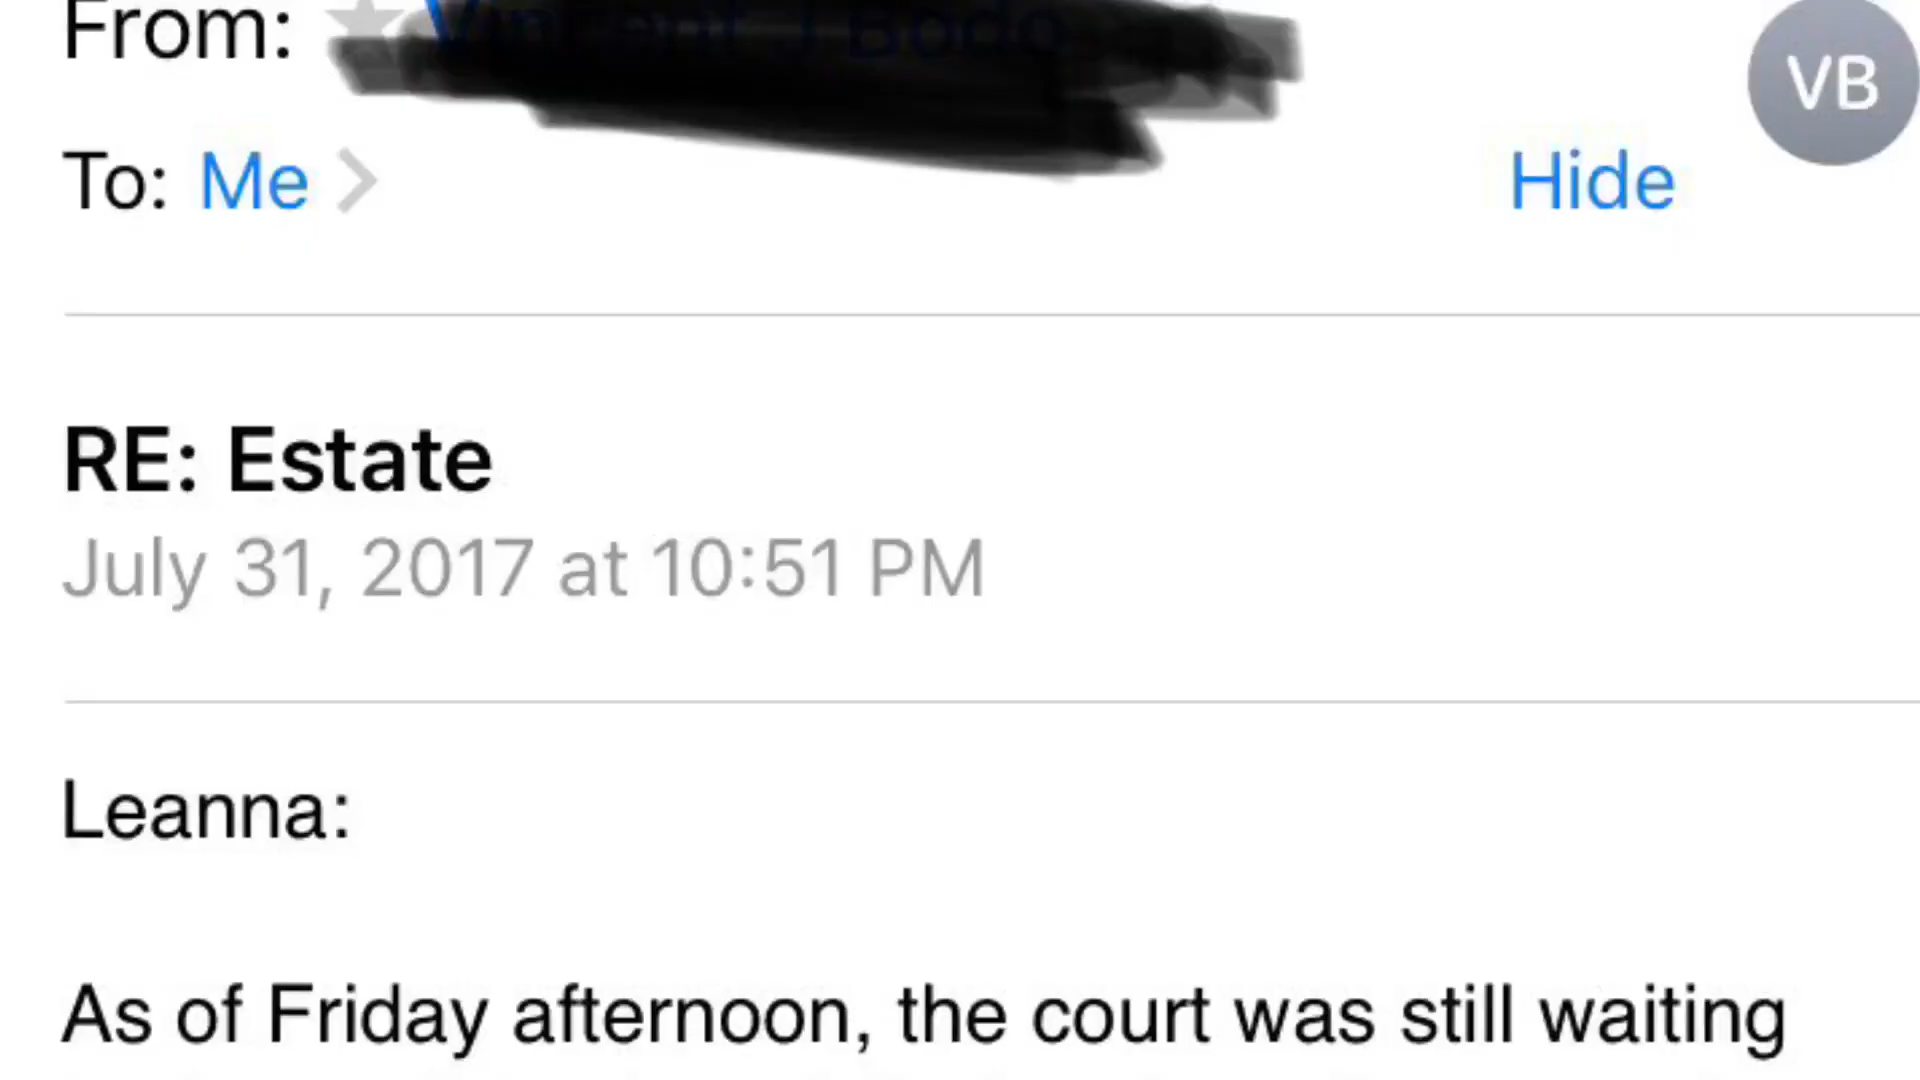 From:
VB
To: Me
Hide
RE: Estate
July 31, 2017 at 10:51 PM
Leanna:
As of Friday afternoon, the court was still waiting